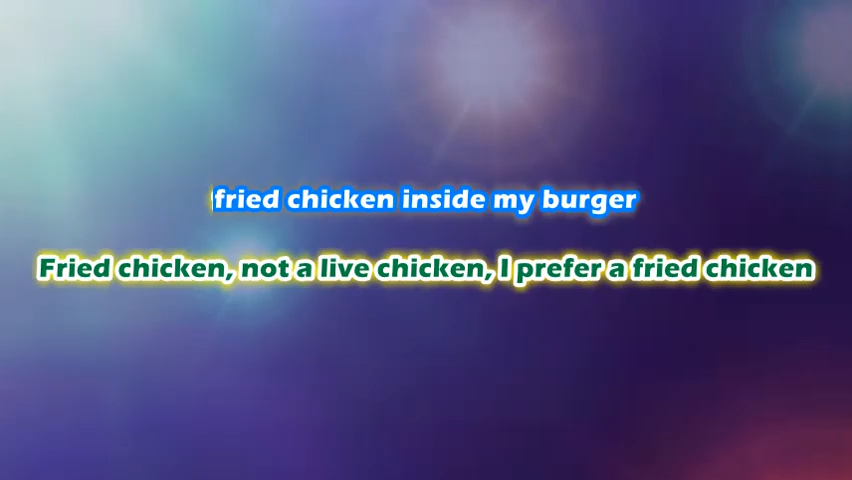 fried chicken inside my burger
Fried chicken, not a live chicken, I prefer a fried chicken